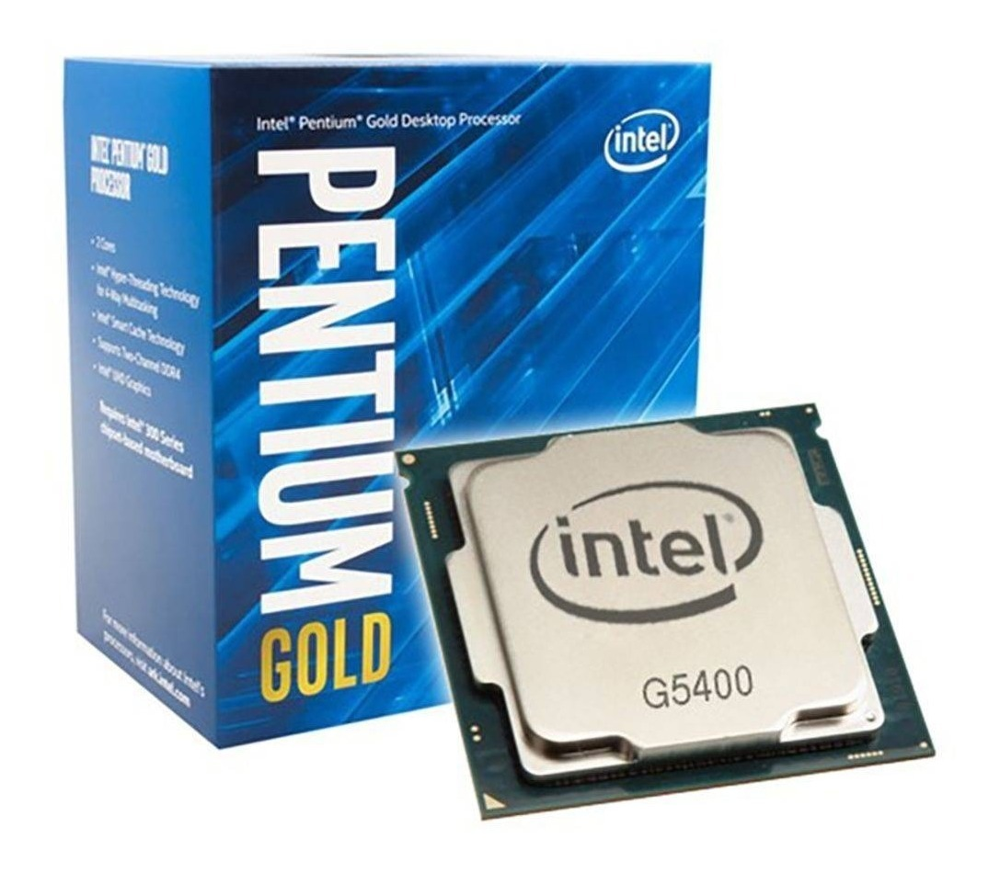 Intel® Pentium® Gold Desktop Processor
intel
PENTIUM
GOLD
INTEL® PENTIUM® GOLD
PROCESSOR
• 2 Cores
• Intel® Hyper-Threading Technology
for 4-Way Multitasking
• Intel® Smart Cache Technology
• Supports Two-Channel DDR4
• Intel® UHD Graphics
Requires Intel® 300 Series
chipset-based motherboard
For more information about Intel's
processors, visit ark.intel.com
intel®
G5400